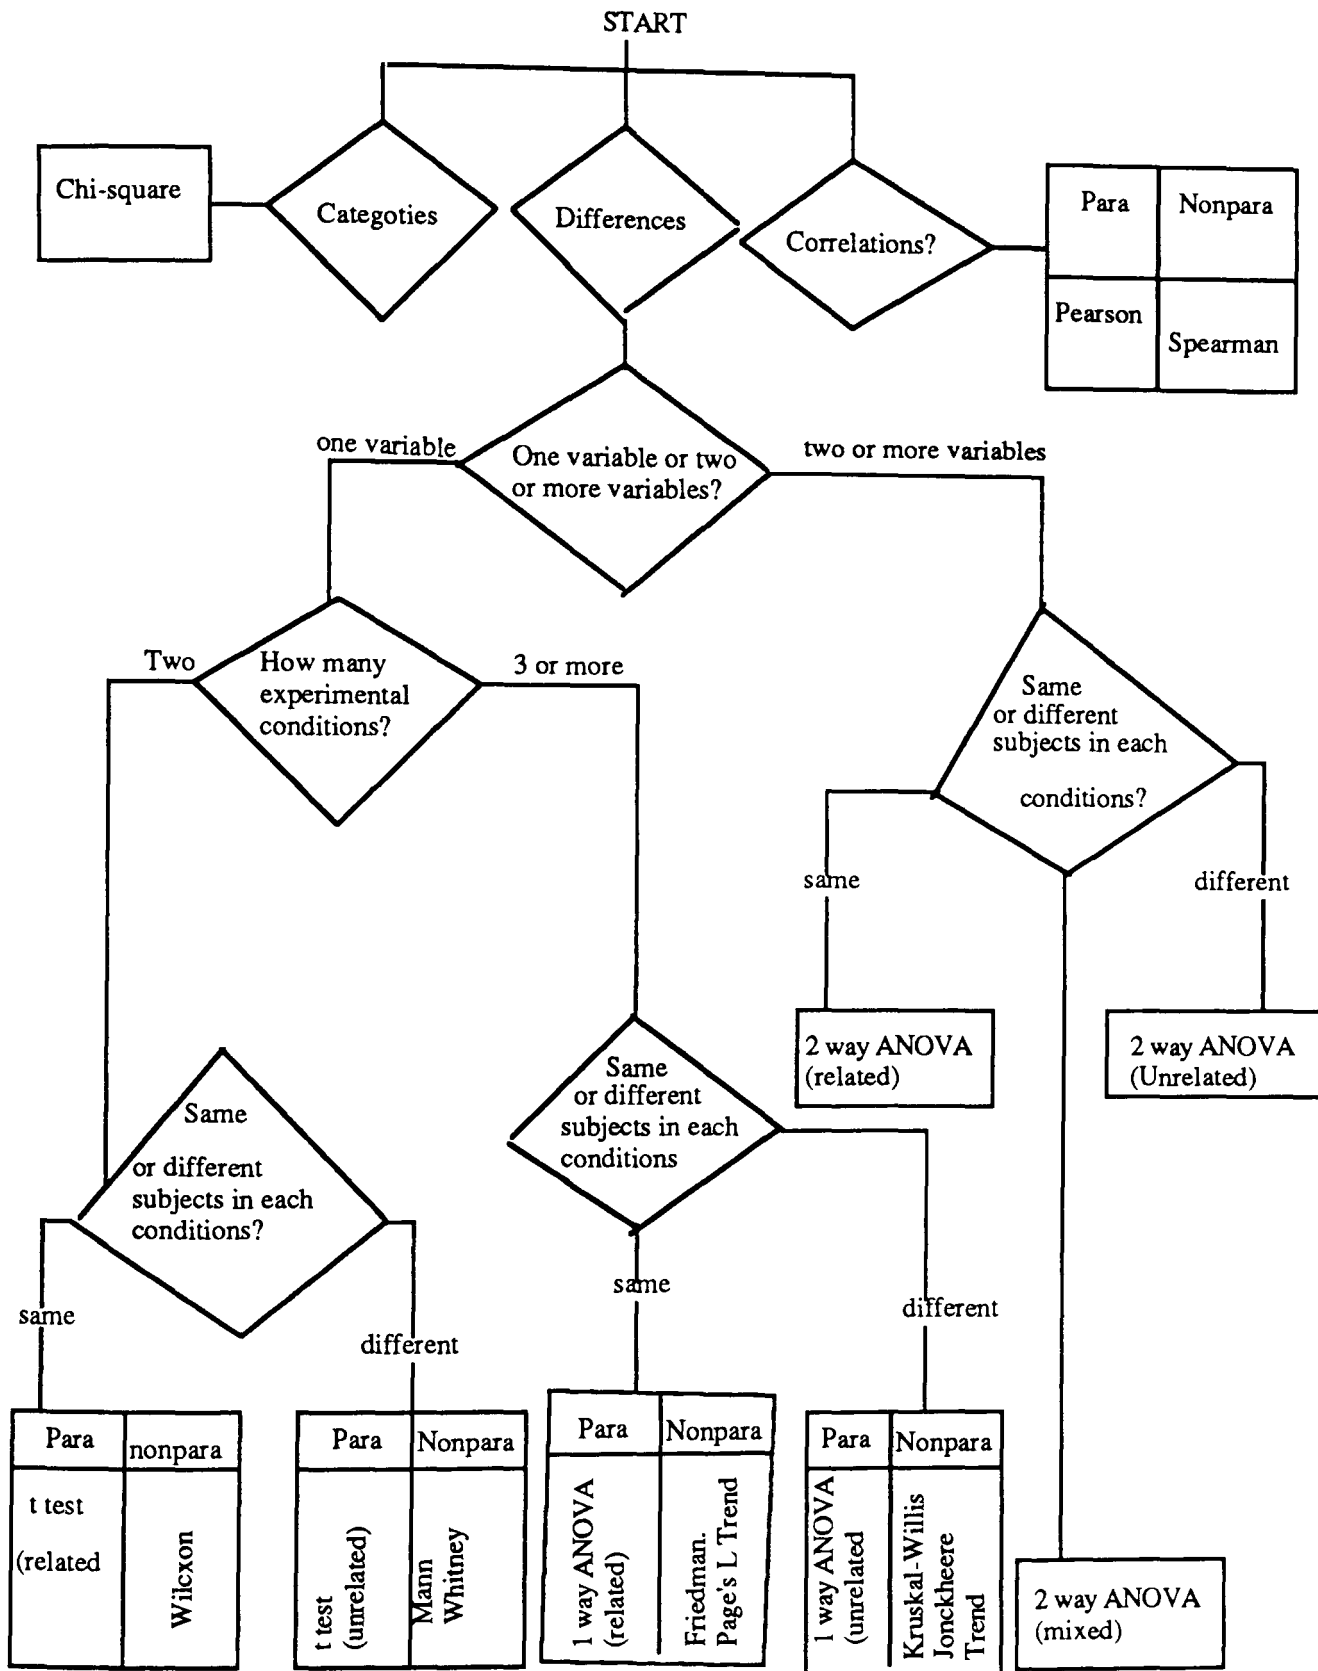 START
Chi-square
Categoties
Differences
Correlations?
Para
Nonpara
Pearson
Spearman
one variable
One variable or two
or more variables?
two or more variables
Two
How many
experimental
conditions?
3 or more
Same
or different
subjects in each
conditions?
same
different
2 way ANOVA
(related)
2 way ANOVA
(Unrelated)
Same
or different
subjects in each
conditions?
same
different
Same
or different
subjects in each
conditions
same
different
Para
nonpara
t test
(related
Wilcxon
Para
Nonpara
t test
(unrelated)
Mann
Whitney
Para
Nonpara
1 way ANOVA
(related)
Friedman.
Page's L Trend
Para
Nonpara
1 way ANOVA
(unrelated
Kruskal-Willis
Jonckheere
Trend
2 way ANOVA
(mixed)